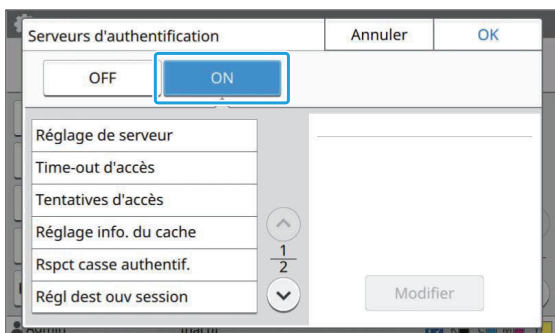 Serveurs d'authentification
Annuler
OK
OFF
ON
Réglage de serveur
Time-out d'accès
Tentatives d'accès
Réglage info. du cache
Rspct casse authentif.
Régl dest ouv session
1
2
Modifier